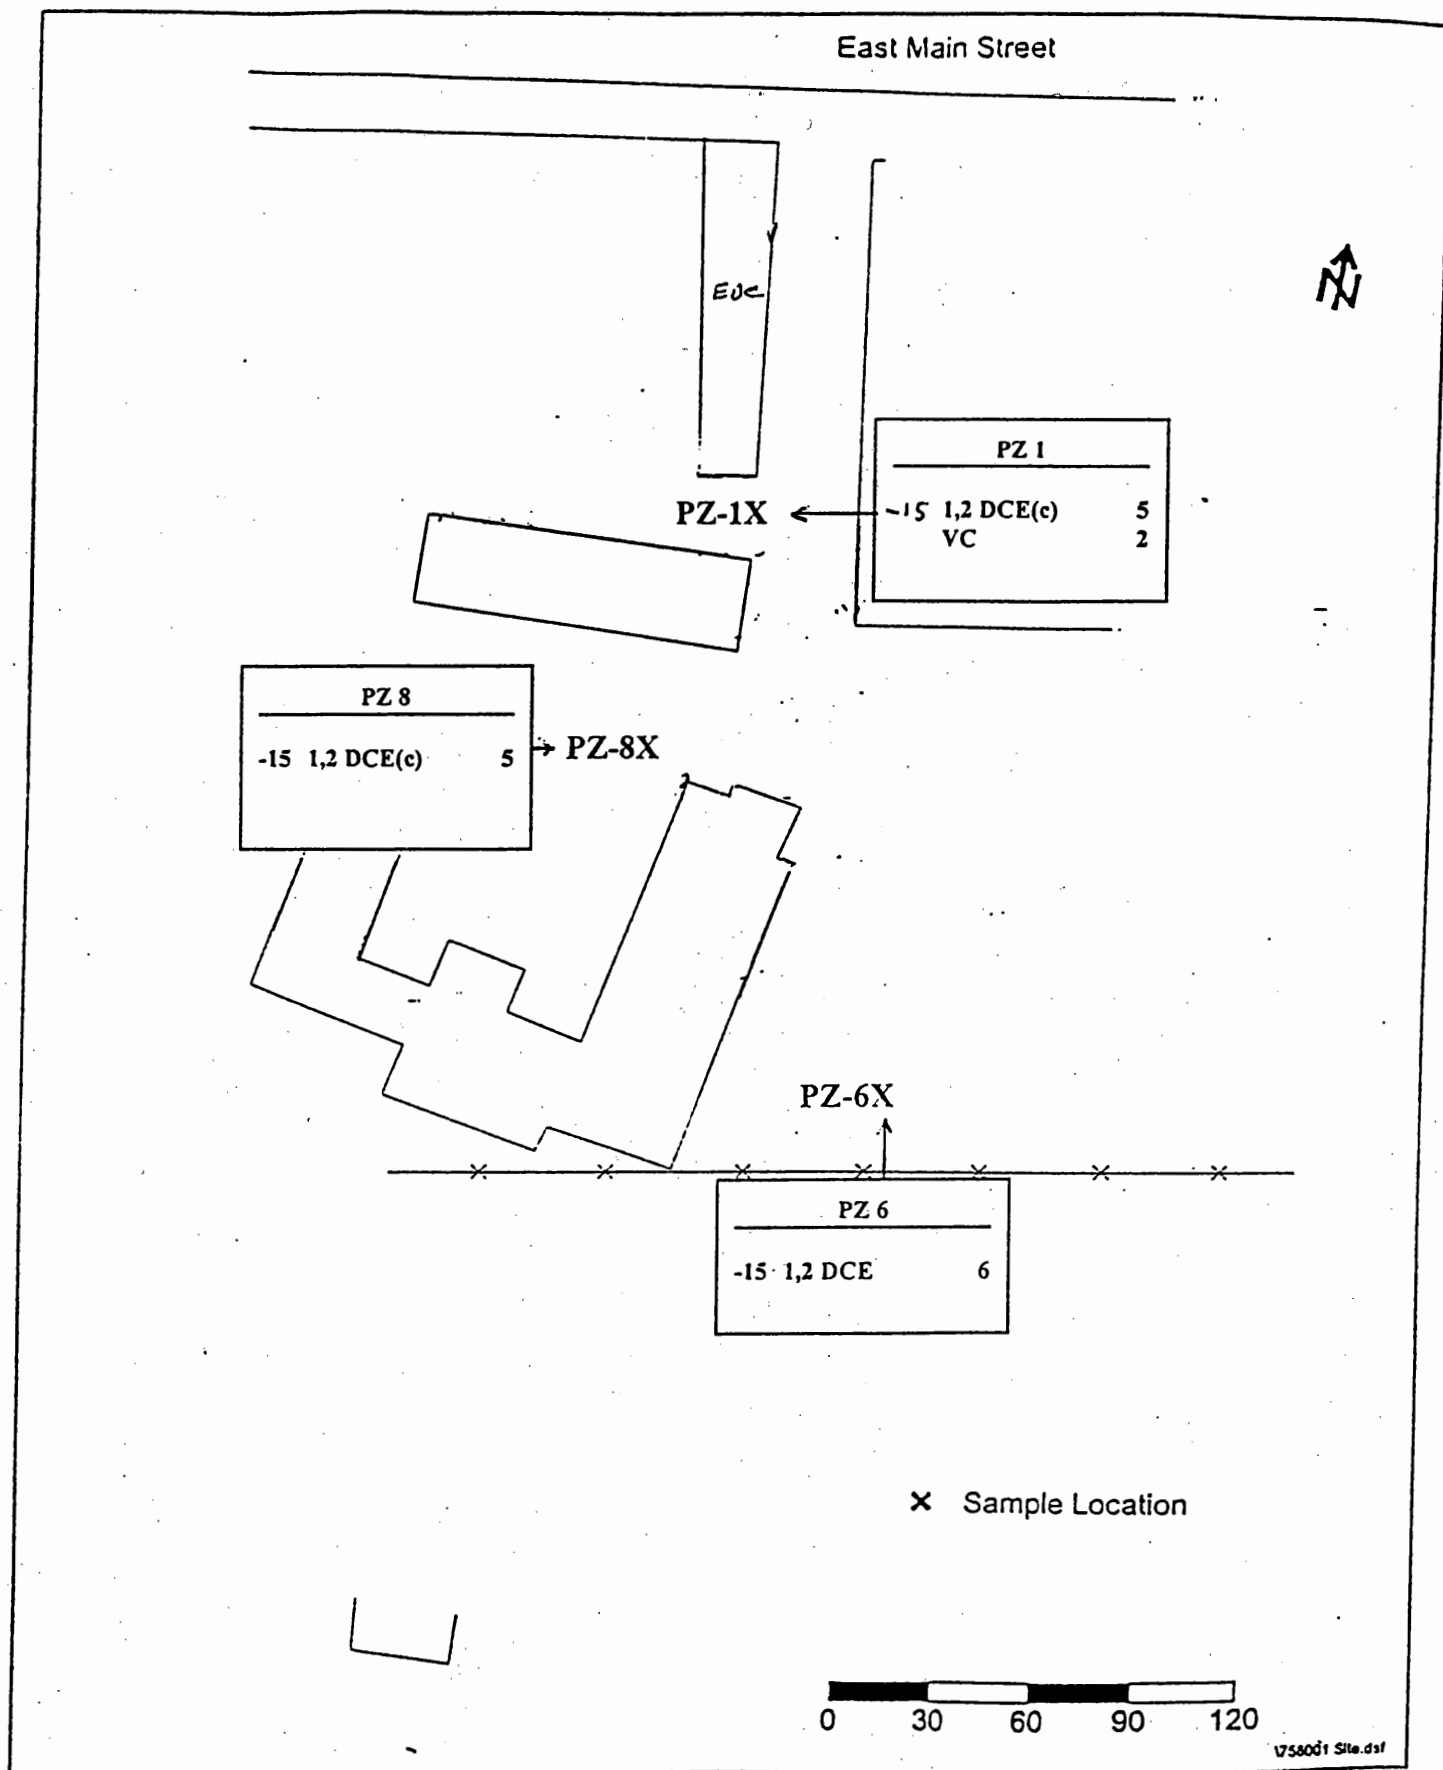 East Main Street
N
EUC
PZ 1
PZ-1X
-15 1,2 DCE(c) 5
VC 2
PZ 8
-15 1,2 DCE(c) 5
PZ-8X
PZ-6X
PZ 6
-15 1,2 DCE 6
× Sample Location
0 30 60 90 120